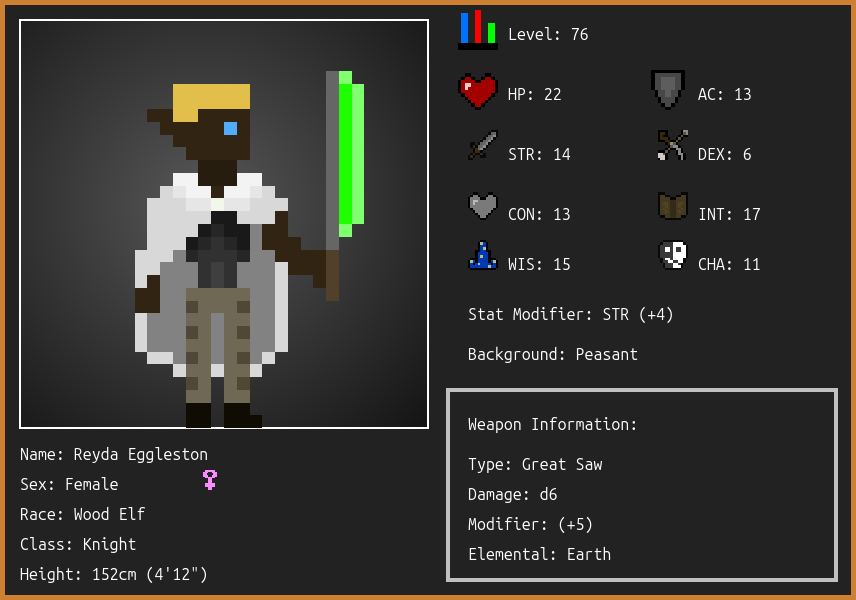 Level: 76
HP: 22
AC: 13
STR: 14
DEX: 6
CON: 13
INT: 17
WIS: 15
CHA: 11
Stat Modifier: STR (+4)
Background: Peasant
Weapon Information:
Type: Great Saw
Damage: d6
Modifier: (+5)
Elemental: Earth
Name: Reyda Eggleston
Sex: Female
Race: Wood Elf
Class: Knight
Height: 152cm (4'12")